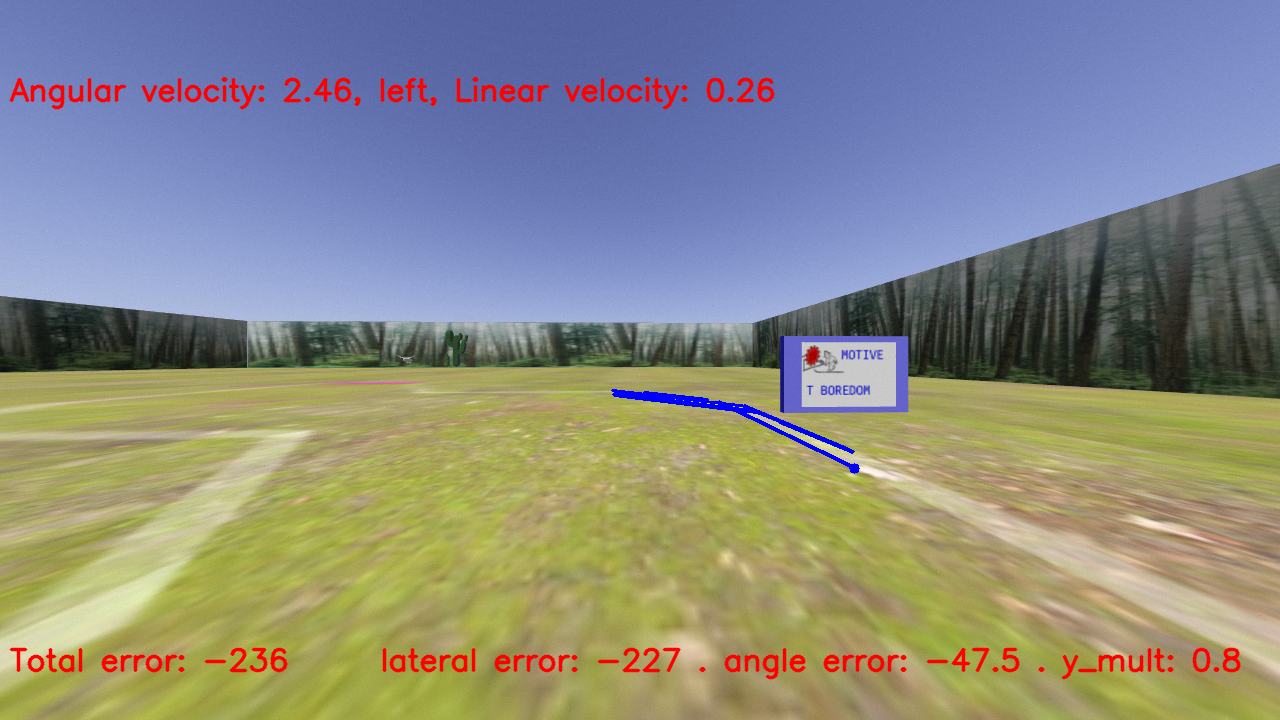 Angular velocity: 2.46, left, Linear velocity: 0.26
MOTIVE
T BOREDOM
Total error: -236 lateral error: -227 . angle error: -47.5 . y_mult: 0.8